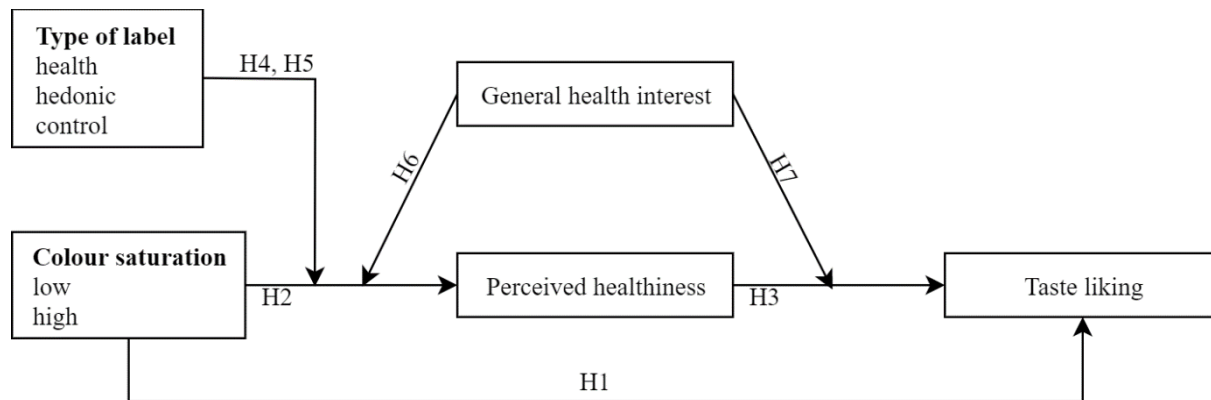 Type of label
health
hedonic
control
H4, H5
General health interest
H6
H7
Colour saturation
low
high
H2
Perceived healthiness
H3
Taste liking
H1